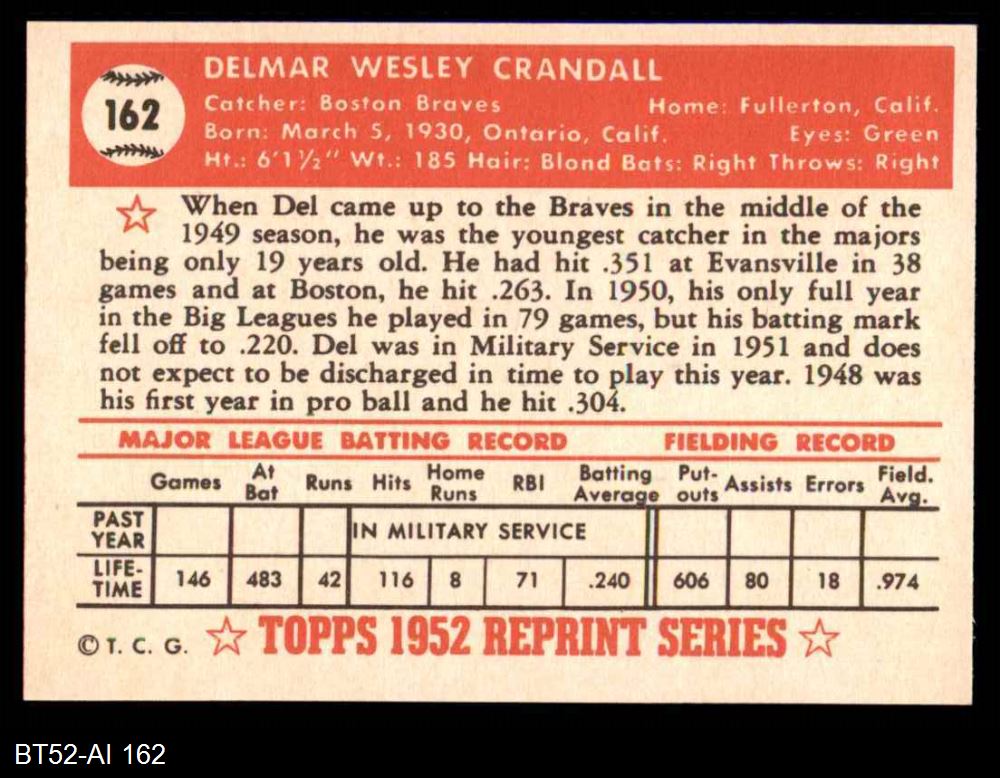 162
DELMAR WESLEY CRANDALL
Catcher: Boston Braves Home: Fullerton, Calif.
Born: March 5, 1930, Ontario, Calif. Eyes: Green
Ht.: 6'1½" Wt.: 185 Hair: Blond Bats: Right Throws: Right
When Del came up to the Braves in the middle of the
1949 season, he was the youngest catcher in the majors
being only 19 years old. He had hit .351 at Evansville in 38
games and at Boston, he hit .263. In 1950, his only full year
in the Big Leagues he played in 79 games, but his batting mark
fell off to .220. Del was in Military Service in 1951 and does
not expect to be discharged in time to play this year. 1948 was
his first year in pro ball and he hit .304.
MAJOR LEAGUE BATTING RECORD FIELDING RECORD
Games At Bat Runs Hits Home Runs RBI Batting Average Put-outs Assists Errors Field. Avg.
PAST YEAR IN MILITARY SERVICE
LIFE-TIME 146 483 42 116 8 71 .240 606 80 18 .974
© T. C. G. ☆ TOPPS 1952 REPRINT SERIES ☆
BT52-AI 162